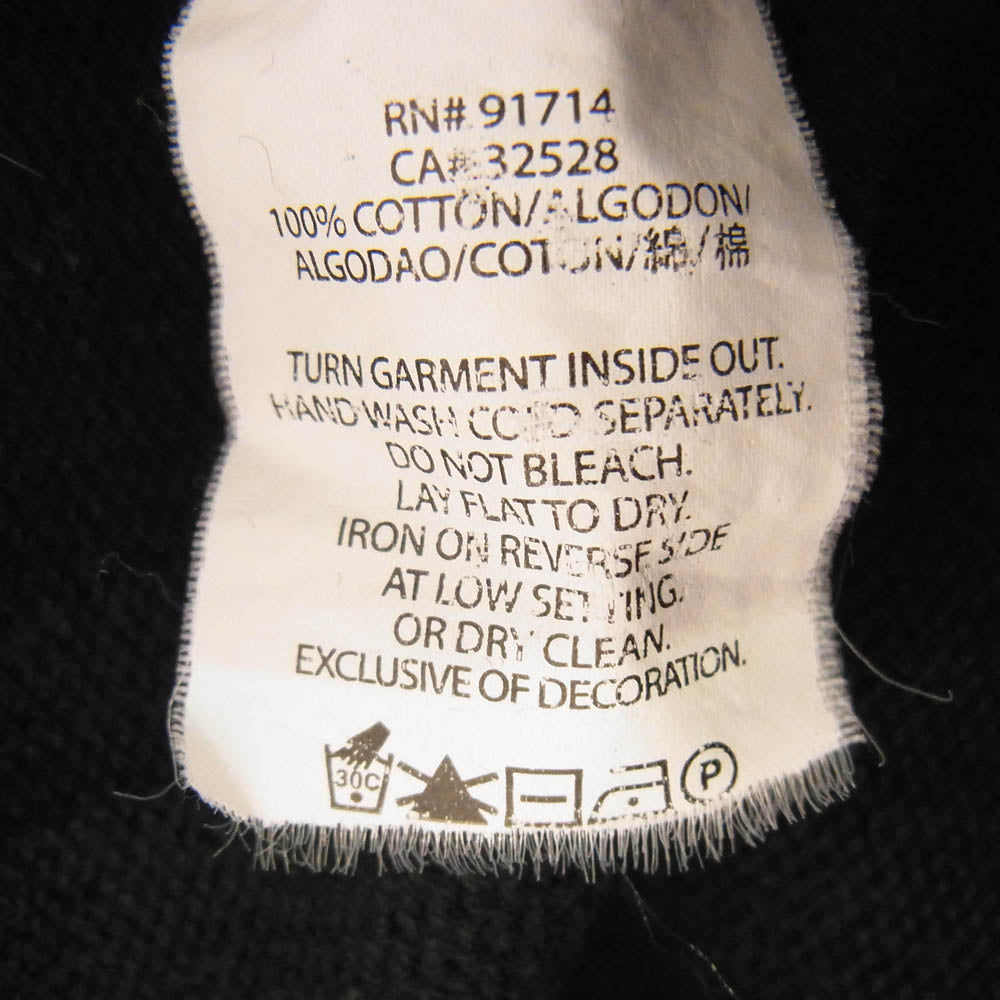 RN# 91714
CA# 32528
100% COTTON/ALGODON/
ALGODAO/COTTON/綿/棉
TURN GARMENT INSIDE OUT.
HAND WASH COLD SEPARATELY.
DO NOT BLEACH.
LAY FLAT TO DRY.
IRON ON REVERSE SIDE
AT LOW SETTING.
OR DRY CLEAN.
EXCLUSIVE OF DECORATION.
30C P